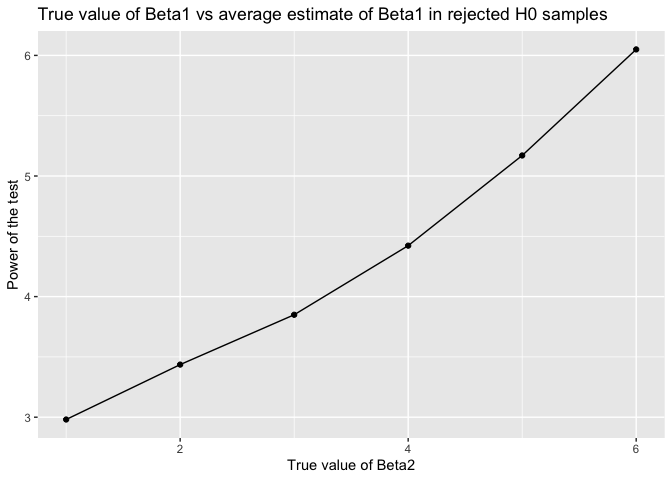 True value of Beta1 vs average estimate of Beta1 in rejected H0 samples
Power of the test
6
5
4
3
2
4
6
True value of Beta2